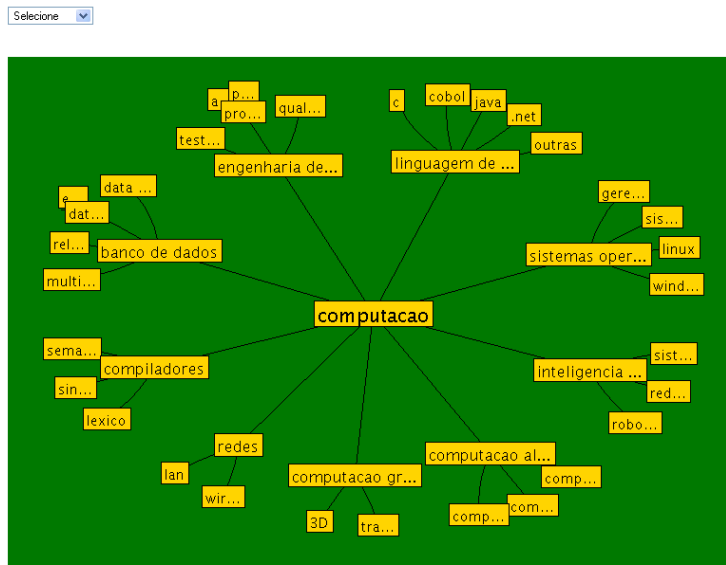 Selecione
p...
a
pro...
qual...
test...
engenharia de...
c
cobol
java
.net
outras
linguagem de ...
data ...
e
dat...
rel...
banco de dados
multi...
gere...
sis...
linux
sistemas oper...
wind...
computacao
sema...
compiladores
sin...
lexico
sist...
inteligencia ...
red...
robo...
redes
lan
wir...
computacao gr...
3D
tra...
computacao al...
comp...
com...
comp...